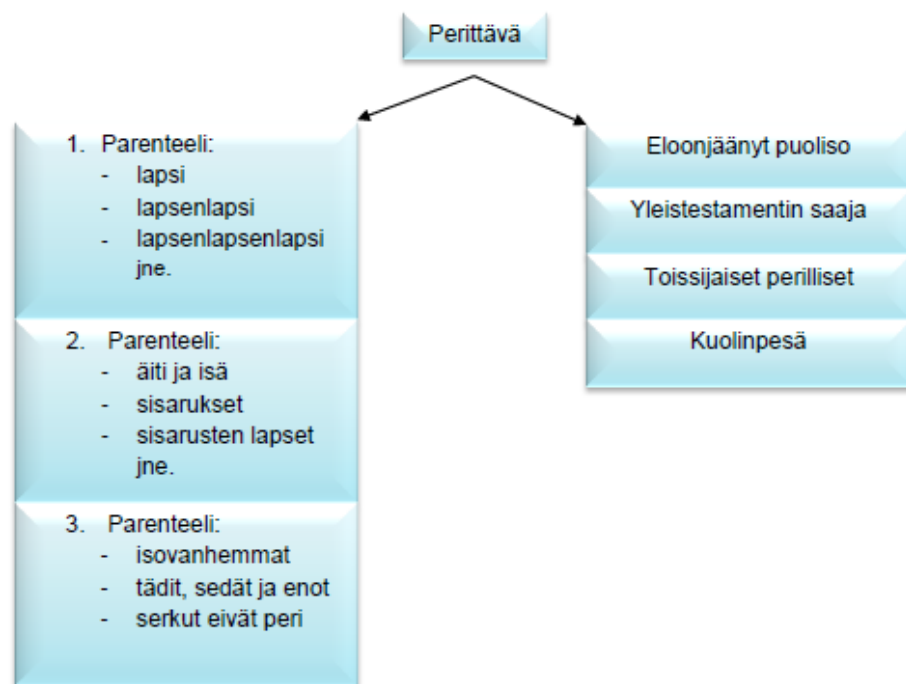 Perittävä
1. Parenteeli:
- lapsi
- lapsenlapsi
- lapsenlapsenlapsi
jne.
2. Parenteeli:
- äiti ja isä
- sisarukset
- sisarusten lapset
jne.
3. Parenteeli:
- isovanhemmat
- tädit, sedät ja enot
- serkut eivät peri
Eloonjäänyt puoliso
Yleistestamentin saaja
Toissijaiset perilliset
Kuolinpesä